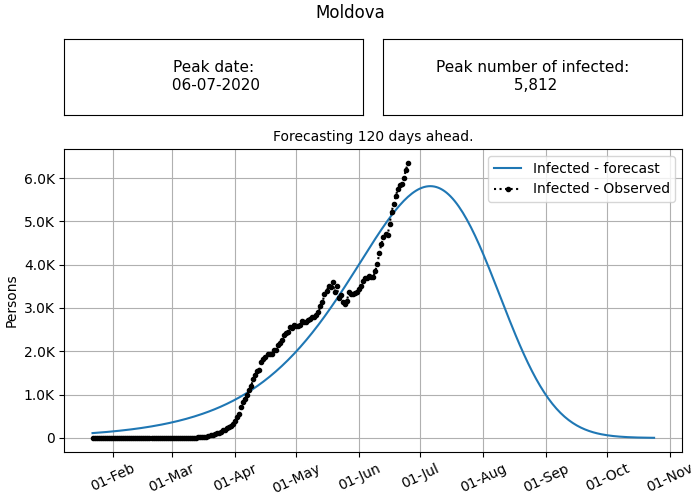 Moldova
Peak date:
06-07-2020
Peak number of infected:
5,812
Forecasting 120 days ahead.
Infected - forecast
Infected - Observed
Persons
6.0K
5.0K
4.0K
3.0K
2.0K
1.0K
0
01-Feb
01-Mar
01-Apr
01-May
01-Jun
01-Jul
01-Aug
01-Sep
01-Oct
01-Nov